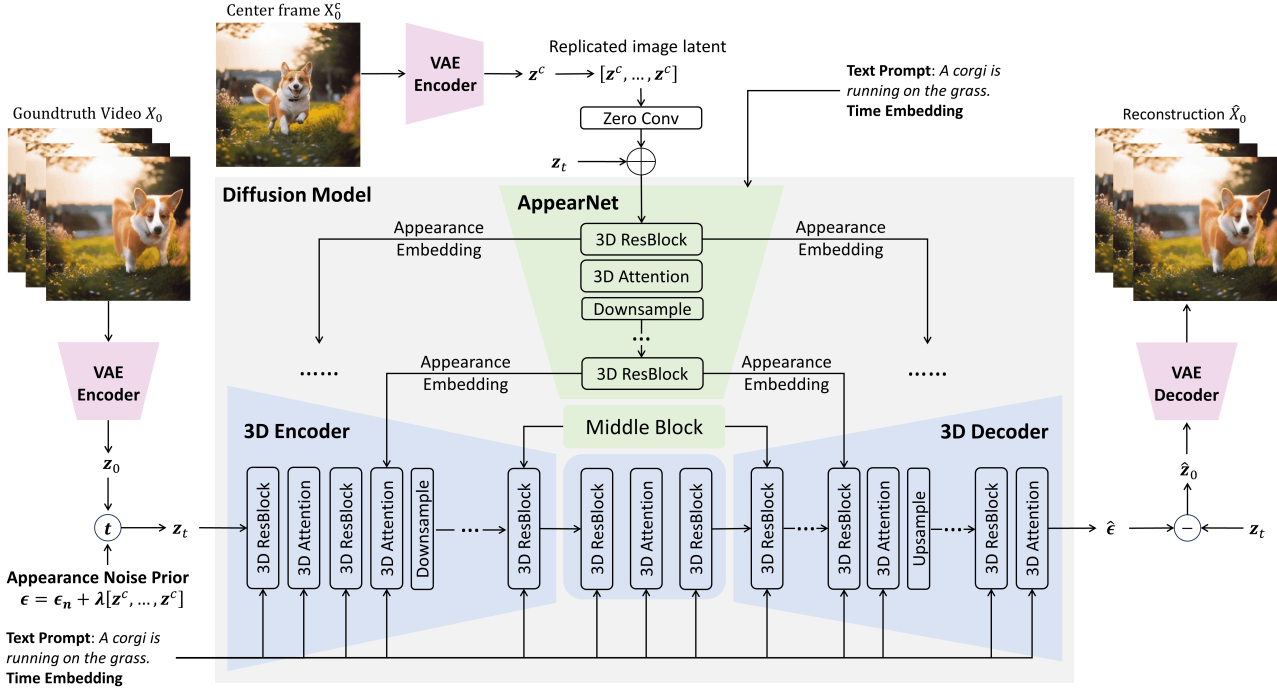 Center frame X₀ᶜ
VAE
Encoder
zᶜ
Replicated image latent
[zᶜ, … , zᶜ]
Zero Conv
zₜ
Text Prompt: A corgi is
running on the grass.
Time Embedding
Goundtruth Video X₀
Reconstruction X̂₀
Diffusion Model
AppearNet
Appearance
Embedding
3D ResBlock
Appearance
Embedding
3D Attention
Downsample
...
Appearance
Embedding
3D ResBlock
Appearance
Embedding
......
......
VAE
Encoder
VAE
Decoder
3D Encoder
Middle Block
3D Decoder
z₀
ẑ₀
t
zₜ
3D ResBlock
3D Attention
3D ResBlock
3D Attention
Downsample
...
3D ResBlock
3D ResBlock
3D Attention
3D ResBlock
3D ResBlock
....
3D ResBlock
3D Attention
Upsample
....
3D ResBlock
3D Attention
ϵ̂
−
zₜ
Appearance Noise Prior
ϵ = ϵₙ + λ[zᶜ, … , zᶜ]
Text Prompt: A corgi is
running on the grass.
Time Embedding